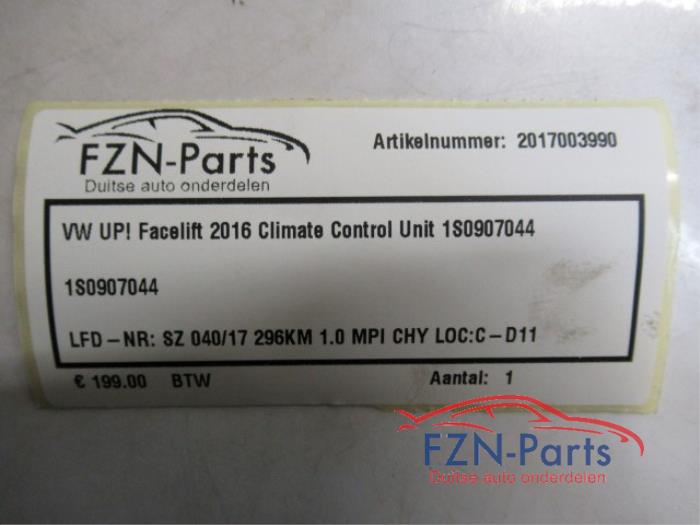 FZN-Parts
Duitse auto onderdelen
Artikelnummer: 2017003990
VW UP! Facelift 2016 Climate Control Unit 1S0907044
1S0907044
LFD-NR: SZ 040/17 296KM 1.0 MPI CHY LOC:C-D11
€ 199.00 BTW
Aantal: 1
FZN-Parts
Duitse auto onderdelen